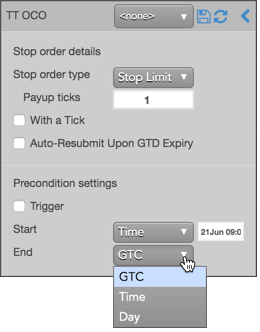 TT OCO <none>
Stop order details
Stop order type Stop Limit
Payup ticks 1
With a Tick
Auto-Resubmit Upon GTD Expiry
Precondition settings
Trigger
Start Time 21Jun 09:0
End GTC
GTC
Time
Day